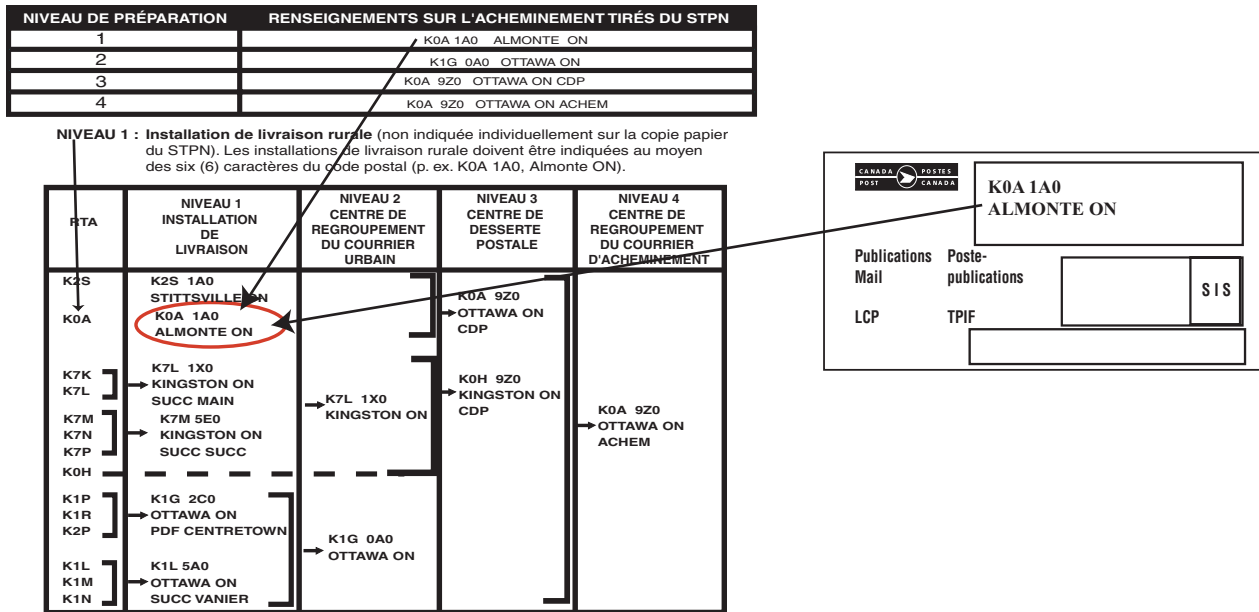 NIVEAU DE PRÉPARATION RENSEIGNEMENTS SUR L'ACHEMINEMENT TIRÉS DU STPN
1 K0A 1A0 ALMONTE ON
2 K1G 0A0 OTTAWA ON
3 K0A 9Z0 OTTAWA ON CDP
4 K0A 9Z0 OTTAWA ON ACHEM
NIVEAU 1 : Installation de livraison rurale (non indiquée individuellement sur la copie papier
du STPN). Les installations de livraison rurale doivent être indiquées au moyen
des six (6) caractères du code postal (p. ex. K0A 1A0, Almonte ON).
RTA
NIVEAU 1
INSTALLATION
DE
LIVRAISON
NIVEAU 2
CENTRE DE
REGROUPEMENT
DU COURRIER
URBAIN
NIVEAU 3
CENTRE DE
DESSERTE
POSTALE
NIVEAU 4
CENTRE DE
REGROUPEMENT
DU COURRIER
D'ACHEMINEMENT
K2S
K0A
K7K
K7L
K7M
K7N
K7P
K0H
K1P
K1R
K2P
K1L
K1M
K1N
K2S 1A0
STITTSVILLE ON
K0A 1A0
ALMONTE ON
K7L 1X0
KINGSTON ON
SUCC MAIN
K7M 5E0
KINGSTON ON
SUCC SUCC
K1G 2C0
OTTAWA ON
PDF CENTRETOWN
K1L 5A0
OTTAWA ON
SUCC VANIER
K7L 1X0
KINGSTON ON
K1G 0A0
OTTAWA ON
K0A 9Z0
OTTAWA ON
CDP
K0H 9Z0
KINGSTON ON
CDP
K0A 9Z0
OTTAWA ON
ACHEM
CANADA POSTES
POST CANADA
K0A 1A0
ALMONTE ON
Publications Poste-
Mail publications
LCP TPIF
SIS